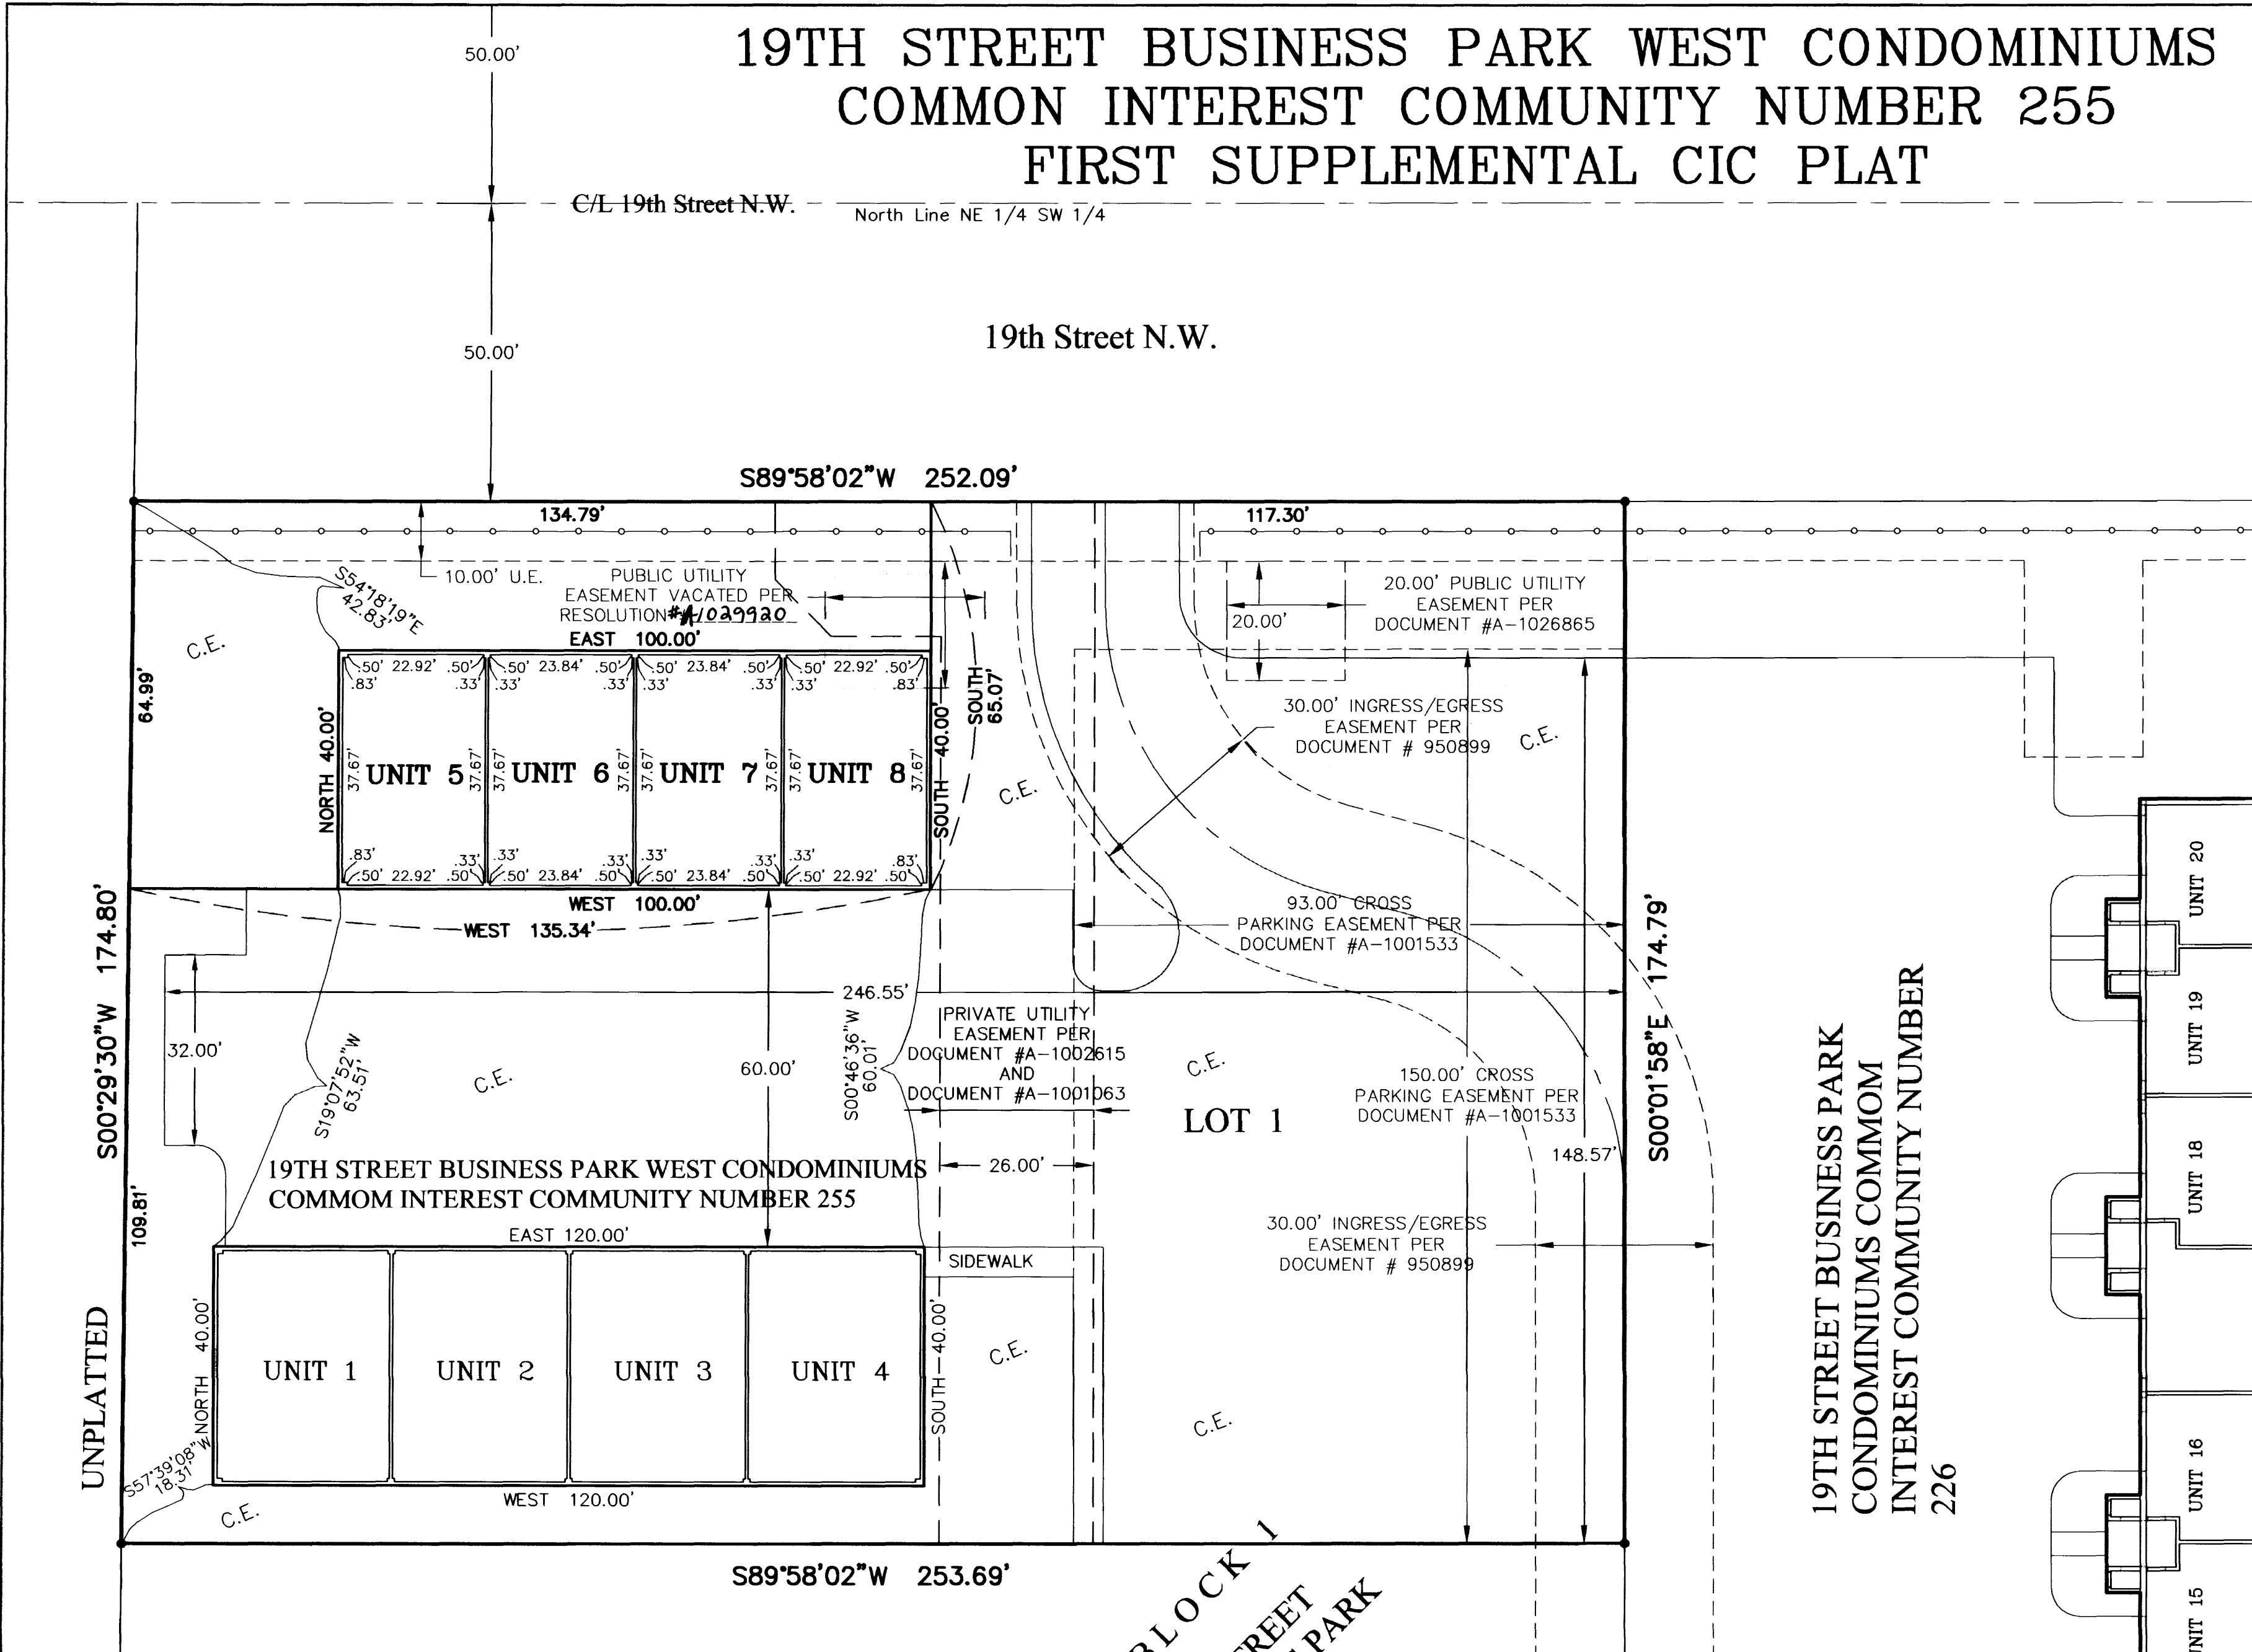 19TH STREET BUSINESS PARK WEST CONDOMINIUMS
COMMON INTEREST COMMUNITY NUMBER 255
FIRST SUPPLEMENTAL CIC PLAT
50.00'
C/L 19th Street N.W.
North Line NE 1/4 SW 1/4
50.00'
19th Street N.W.
S89°58'02"W 252.09'
134.79'
117.30'
10.00' U.E.
PUBLIC UTILITY
EASEMENT VACATED PER
RESOLUTION #A1029920
S54°18'19"E
42.83'
C.E.
64.99'
EAST 100.00'
.50' 22.92' .50' .50' 23.84' .50' .50' 23.84' .50' .50' 22.92' .50'
.83' .33' .33' .33' .33' .33' .33' .83'
NORTH 40.00'
37.67' UNIT 5 37.67'
37.67' UNIT 6 37.67'
37.67' UNIT 7 37.67'
37.67' UNIT 8 37.67'
SOUTH 40.00'
SOUTH
65.07'
.83' .33' .33' .33' .33' .33' .33' .83'
.50' 22.92' .50' .50' 23.84' .50' .50' 23.84' .50' .50' 22.92' .50'
WEST 100.00'
WEST 135.34'
20.00'
20.00' PUBLIC UTILITY
EASEMENT PER
DOCUMENT #A-1026865
30.00' INGRESS/EGRESS
EASEMENT PER
DOCUMENT # 950899
C.E.
C.E.
93.00' CROSS
PARKING EASEMENT PER
DOCUMENT #A-1001533
S00°29'30"W 174.80'
S00°01'58"E 174.79'
246.55'
32.00'
S19°07'52"W
63.51'
C.E.
60.00'
S00°46'36"W
60.01'
PRIVATE UTILITY
EASEMENT PER
DOCUMENT #A-1002615
AND
DOCUMENT #A-1001063
C.E.
LOT 1
150.00' CROSS
PARKING EASEMENT PER
DOCUMENT #A-1001533
148.57'
26.00'
109.81'
19TH STREET BUSINESS PARK WEST CONDOMINIUMS
COMMOM INTEREST COMMUNITY NUMBER 255
EAST 120.00'
SIDEWALK
30.00' INGRESS/EGRESS
EASEMENT PER
DOCUMENT # 950899
UNPLATTED
NORTH 40.00'
UNIT 1
UNIT 2
UNIT 3
UNIT 4
SOUTH 40.00'
C.E.
C.E.
S57°39'08"W
18.31'
C.E.
WEST 120.00'
S89°58'02"W 253.69'
BLOCK 1
STREET
PARK
19TH STREET BUSINESS PARK
CONDOMINIUMS COMMOM
INTEREST COMMUNITY NUMBER
226
UNIT 20
UNIT 19
UNIT 18
UNIT 16
UNIT 15